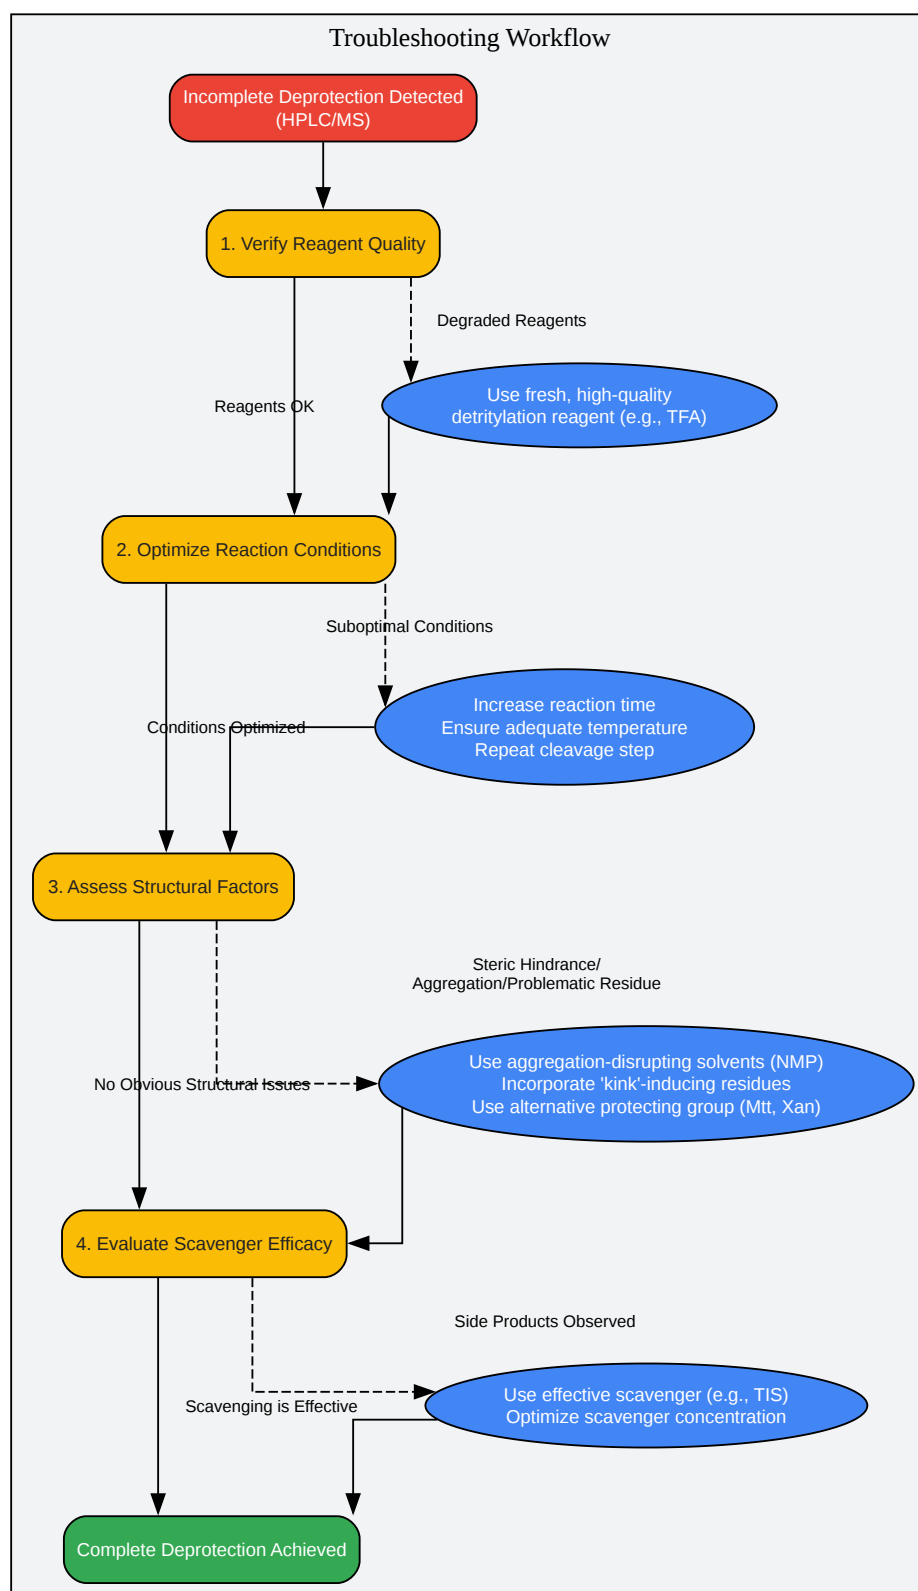 Troubleshooting Workflow
Incomplete Deprotection Detected
(HPLC/MS)
1. Verify Reagent Quality
Degraded Reagents
Use fresh, high-quality
detritylation reagent (e.g., TFA)
Reagents OK
2. Optimize Reaction Conditions
Suboptimal Conditions
Increase reaction time
Ensure adequate temperature
Repeat cleavage step
Conditions Optimized
3. Assess Structural Factors
Steric Hindrance/
Aggregation/Problematic Residue
Use aggregation-disrupting solvents (NMP)
Incorporate 'kink'-inducing residues
Use alternative protecting group (Mtt, Xan)
No Obvious Structural Issues
4. Evaluate Scavenger Efficacy
Side Products Observed
Use effective scavenger (e.g., TIS)
Optimize scavenger concentration
Scavenging is Effective
Complete Deprotection Achieved